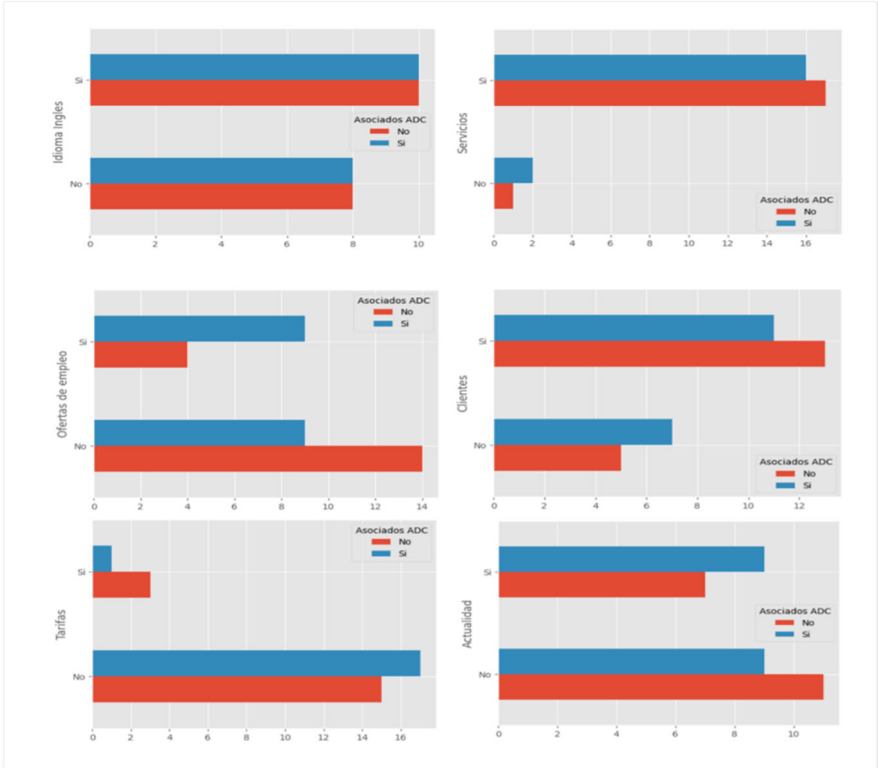 Idioma Ingles
Si
No
Asociados ADC
No
Si
0 2 4 6 8 10
Servicios
Si
No
Asociados ADC
No
Si
0 2 4 6 8 10 12 14 16
Ofertas de empleo
Si
No
Asociados ADC
No
Si
0 2 4 6 8 10 12 14
Clientes
Si
No
Asociados ADC
No
Si
0 2 4 6 8 10 12
Tarifas
Si
No
Asociados ADC
No
Si
0 2 4 6 8 10 12 14 16
Actualidad
Si
No
Asociados ADC
No
Si
0 2 4 6 8 10